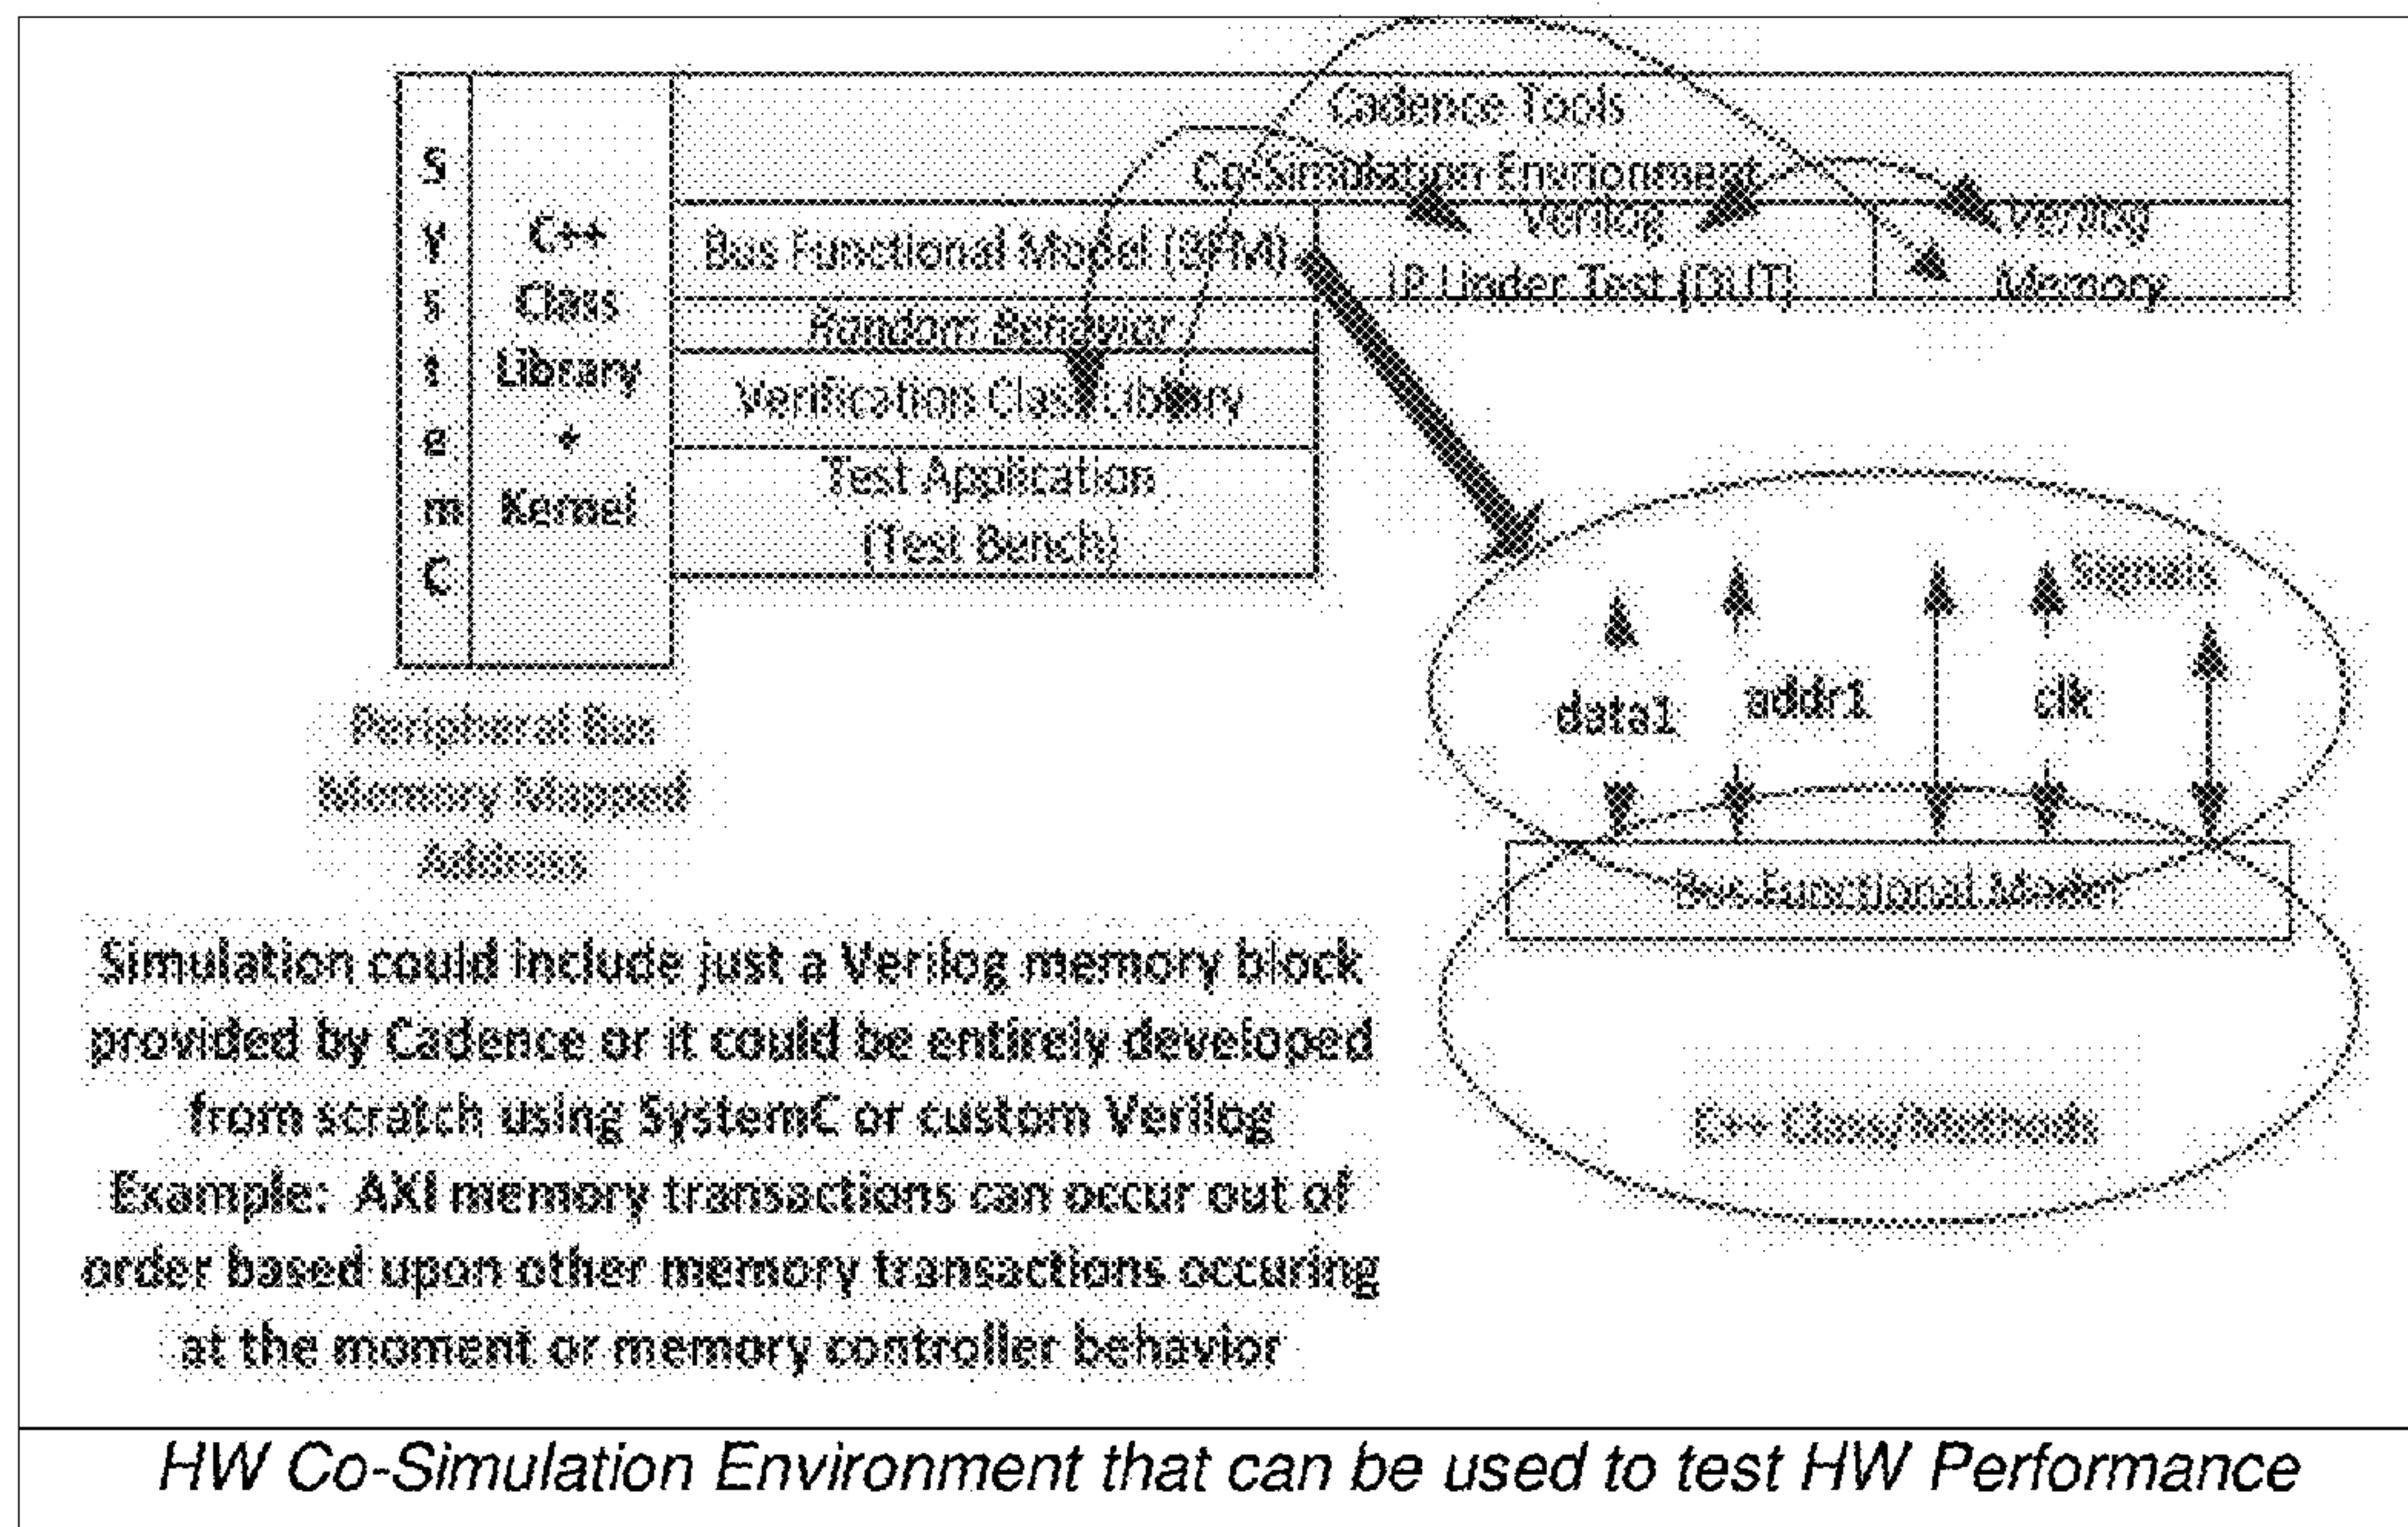 Cadence Tools
Co-Simulation Envrionment
SystemC
C++
Class
Library
+
Kernel
Bus Functional Model (BFM)
Verilog
IP Under Test (DUT)
Verilog
Memory
Random Behavior
Verification Class Library
Test Application
(Test Bench)
Signals
data1
addr1
clk
Bus Functional Model
C++ Class/Methods
Peripheral Bus
Memory Mapped
Address
Simulation could include just a Verilog memory block
provided by Cadence or it could be entirely developed
from scratch using SystemC or custom Verilog
Example: AXI memory transactions can occur out of
order based upon other memory transactions occuring
at the moment or memory controller behavior
HW Co-Simulation Environment that can be used to test HW Performance